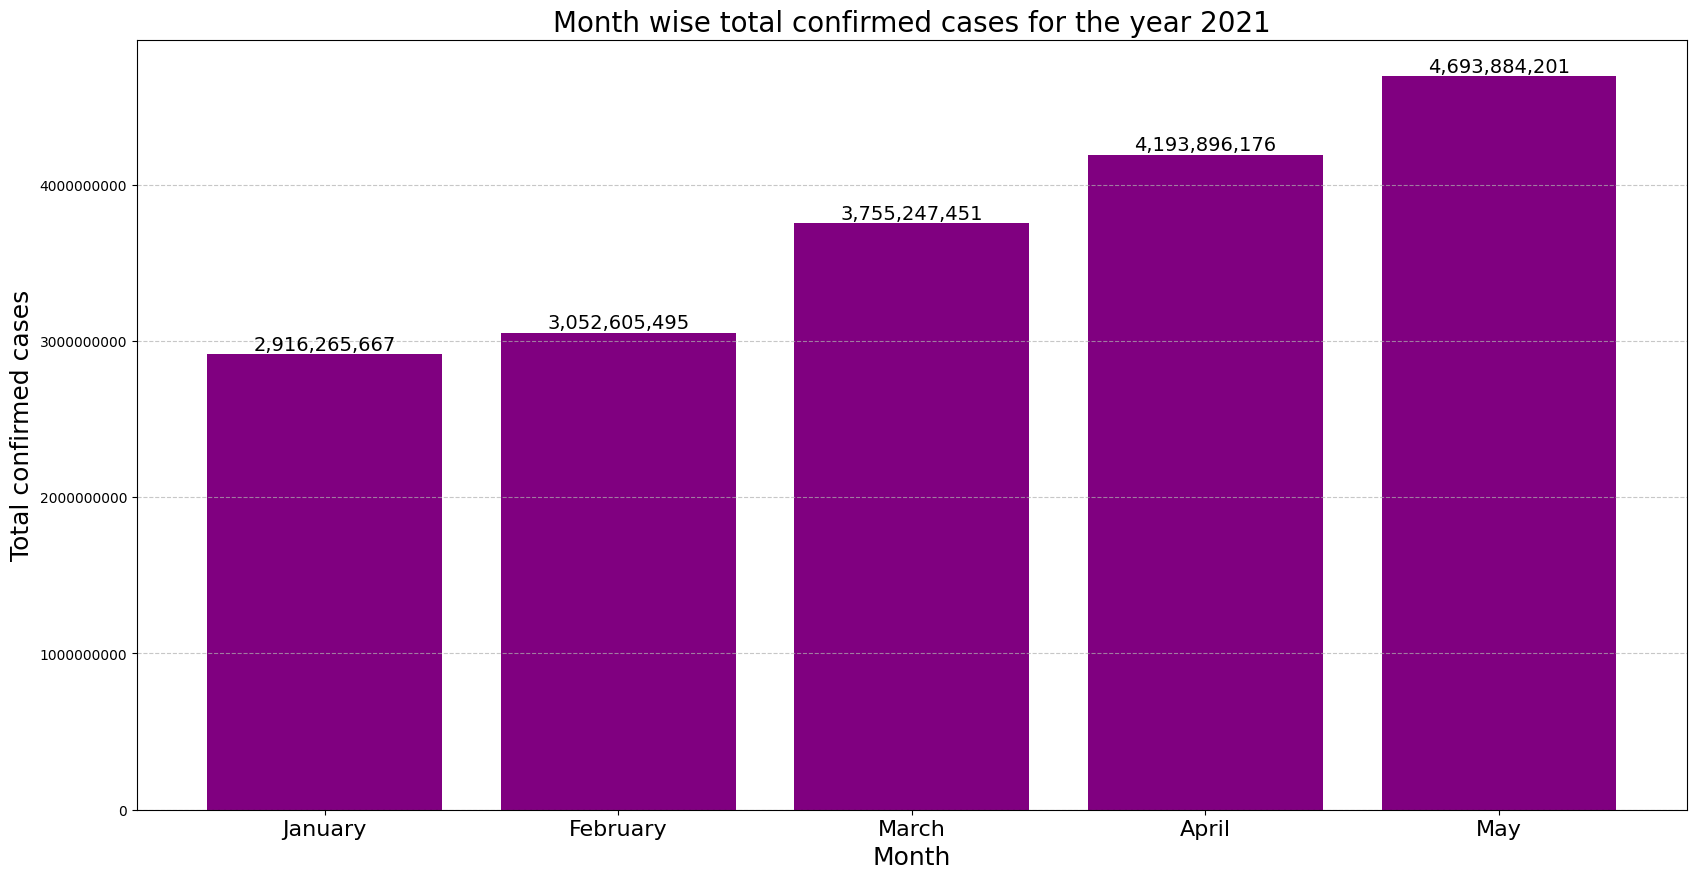 Month wise total confirmed cases for the year 2021
4,693,884,201
4,193,896,176
3,755,247,451
3,052,605,495
2,916,265,667
4000000000
3000000000
2000000000
1000000000
0
Total confirmed cases
January February March April May
Month